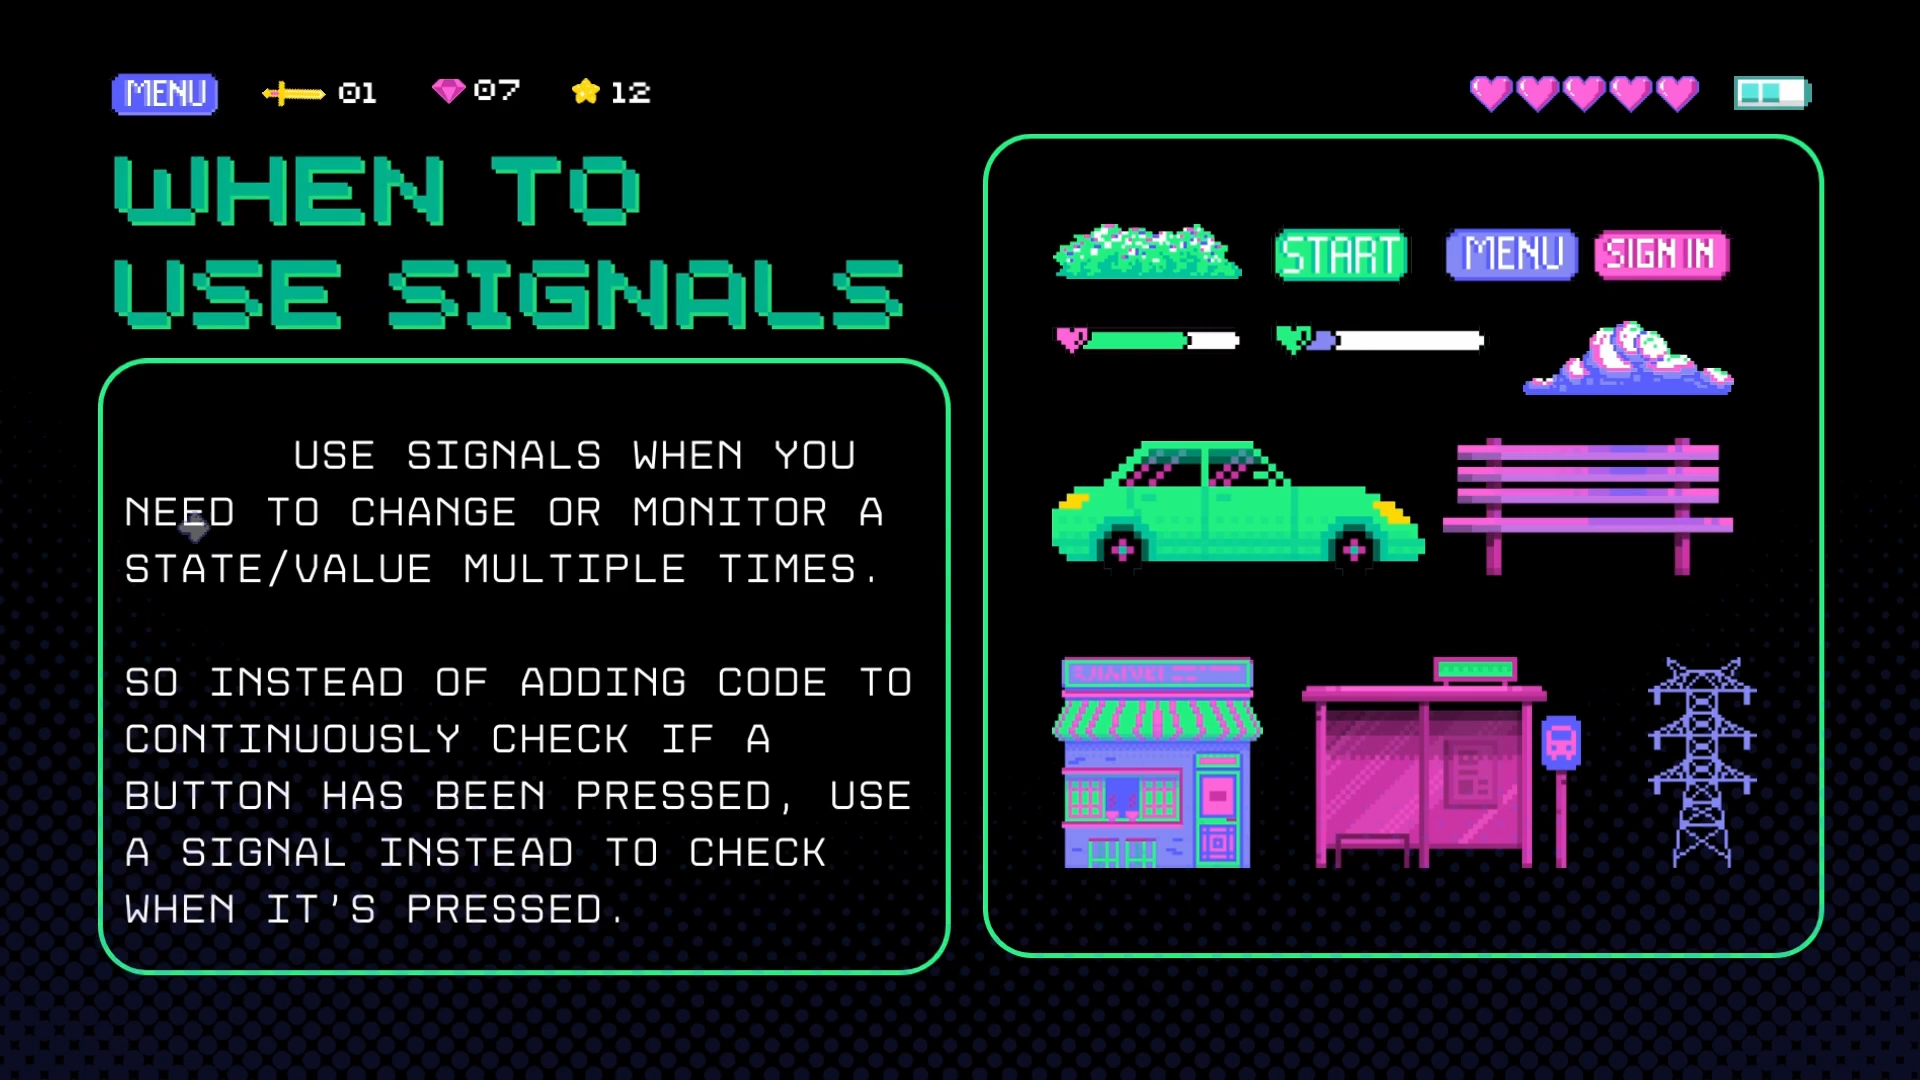 MENU 01 07 12
WHEN TO
USE SIGNALS
USE SIGNALS WHEN YOU
NEED TO CHANGE OR MONITOR A
STATE/VALUE MULTIPLE TIMES.
SO INSTEAD OF ADDING CODE TO
CONTINUOUSLY CHECK IF A
BUTTON HAS BEEN PRESSED, USE
A SIGNAL INSTEAD TO CHECK
WHEN IT'S PRESSED.
START MENU SIGN IN